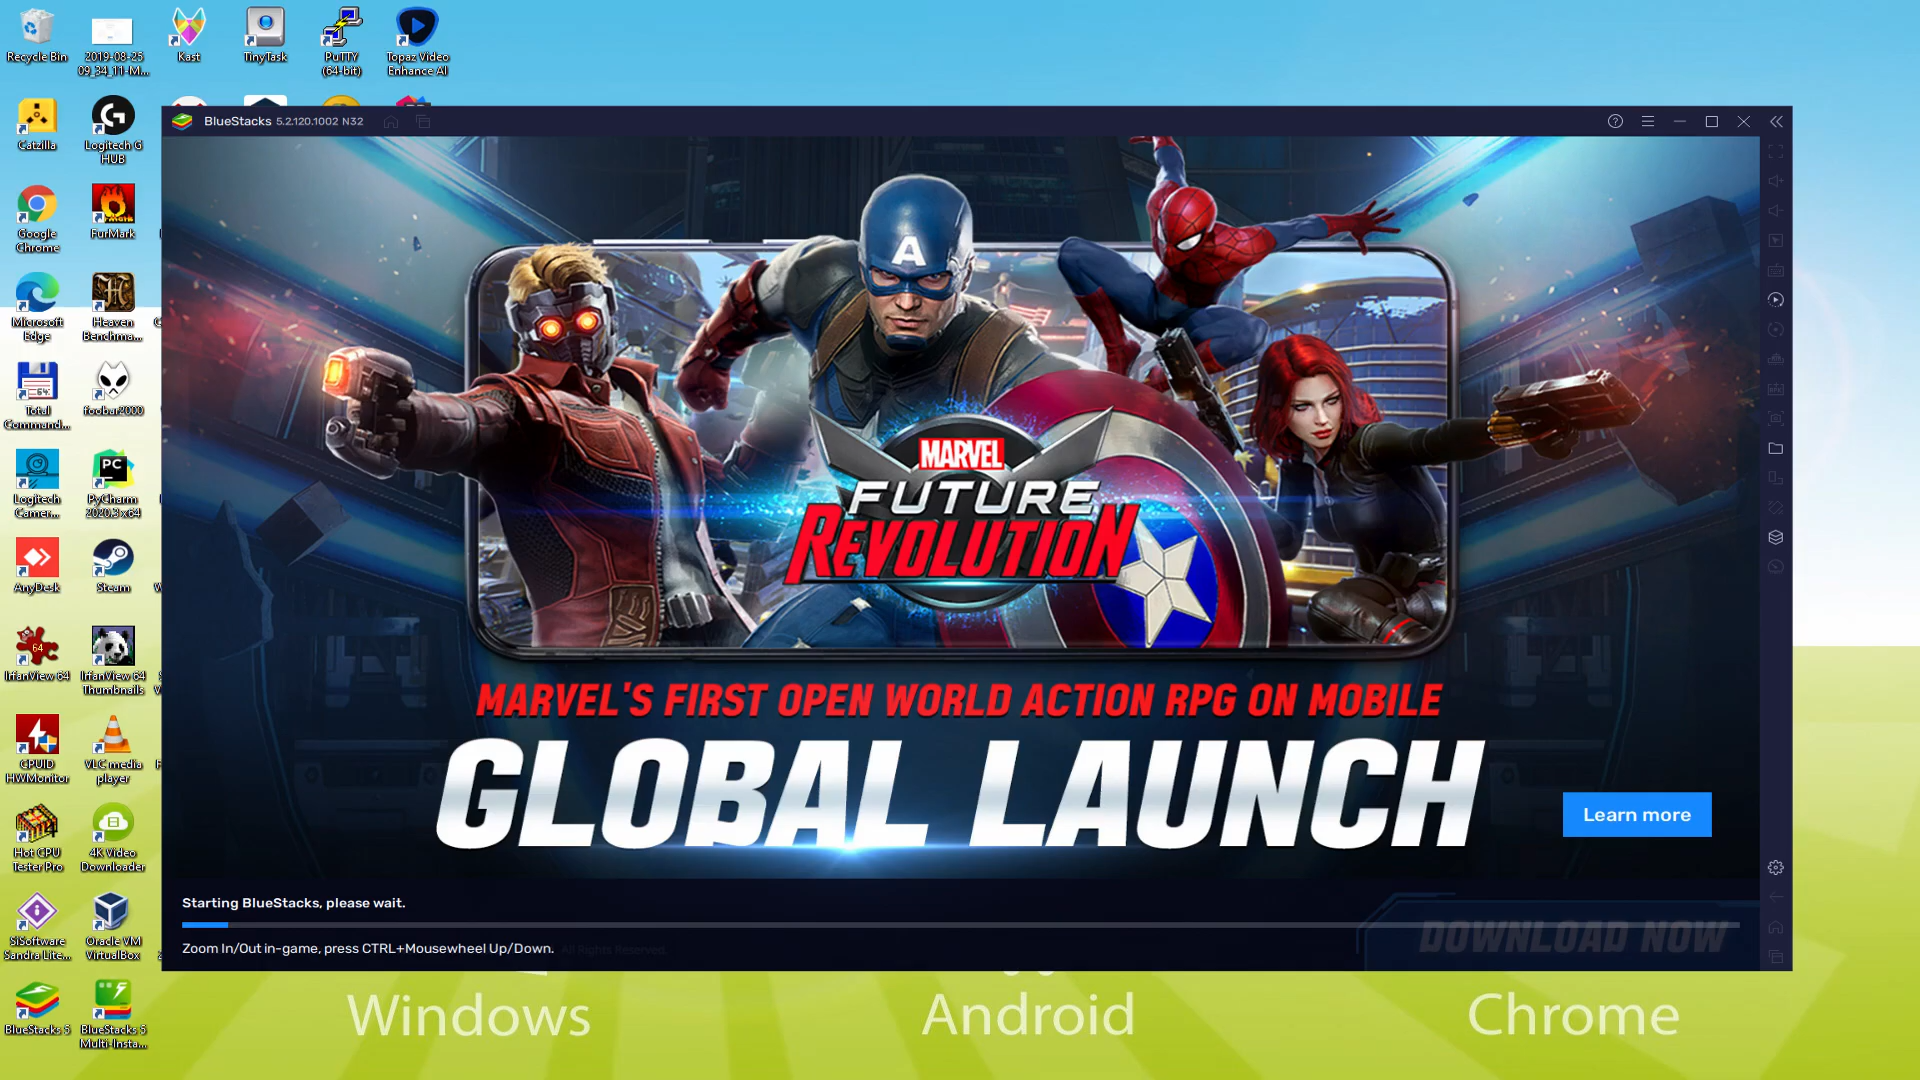 Recycle Bin
2019-08-25
09_34_11-M...
Kast
TinyTask
PuTTY
(64-bit)
Topaz Video
Enhance AI
Catzilla
Logitech G
HUB
Google
Chrome
FurMark
Microsoft
Edge
Heaven
Benchma...
Total
Command...
foobar2000
Logitech
Camer...
PC
PyCharm
2020.3 x64
AnyDesk
Steam
64
IrfanView 64
IrfanView 64
Thumbnails
CPUID
HWMonitor
VLC media
player
Hot CPU
Tester Pro
4K Video
Downloader
SiSoftware
Sandra Lite...
Oracle VM
VirtualBox
BlueStacks 5
BlueStacks 5
Multi-Insta...
BlueStacks 5.2.120.1002 N32
A
MARVEL
FUTURE
REVOLUTION
MARVEL'S FIRST OPEN WORLD ACTION RPG ON MOBILE
GLOBAL LAUNCH
Learn more
Starting BlueStacks, please wait.
DOWNLOAD NOW
Zoom In/Out in-game, press CTRL+Mousewheel Up/Down.
All Rights Reserved.
Windows
Android
Chrome